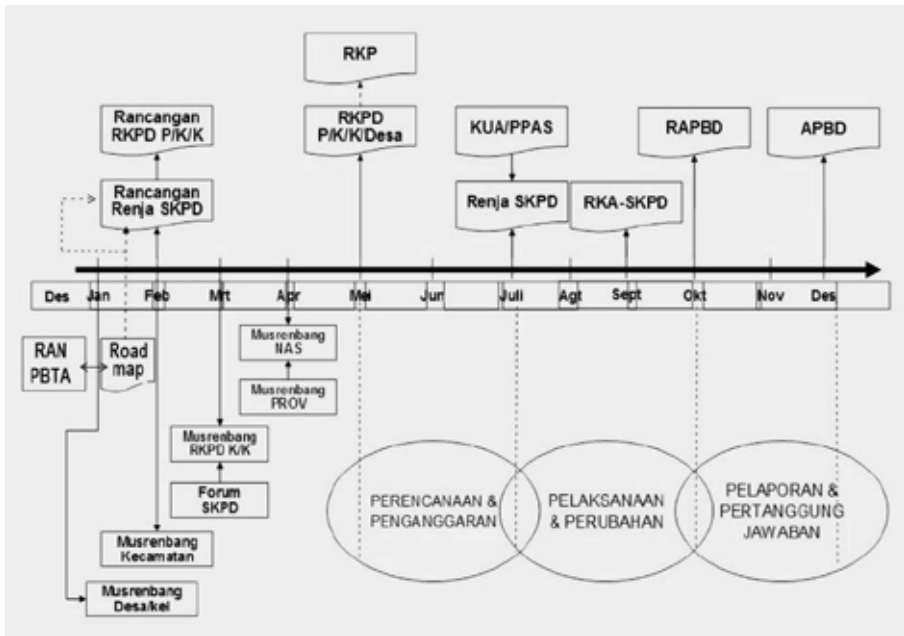 RKP
Rancangan
RKPD P/K/K
RKPD
P/K/K/Desa
KUA/PPAS
RAPBD
APBD
Rancangan
Renja SKPD
Renja SKPD
RKA-SKPD
Des Jan Feb Mrt Apr Mei Jun Juli Agt Sept Okt Nov Des
RAN
PBTA
Road
map
Musrenbang
NAS
Musrenbang
PROV
Musrenbang
RKPD K/K
Forum
SKPD
Musrenbang
Kecamatan
Musrenbang
Desa/kel
PERENCANAAN &
PENGANGGARAN
PELAKSANAAN
& PERUBAHAN
PELAPORAN &
PERTANGGUNG
JAWABAN